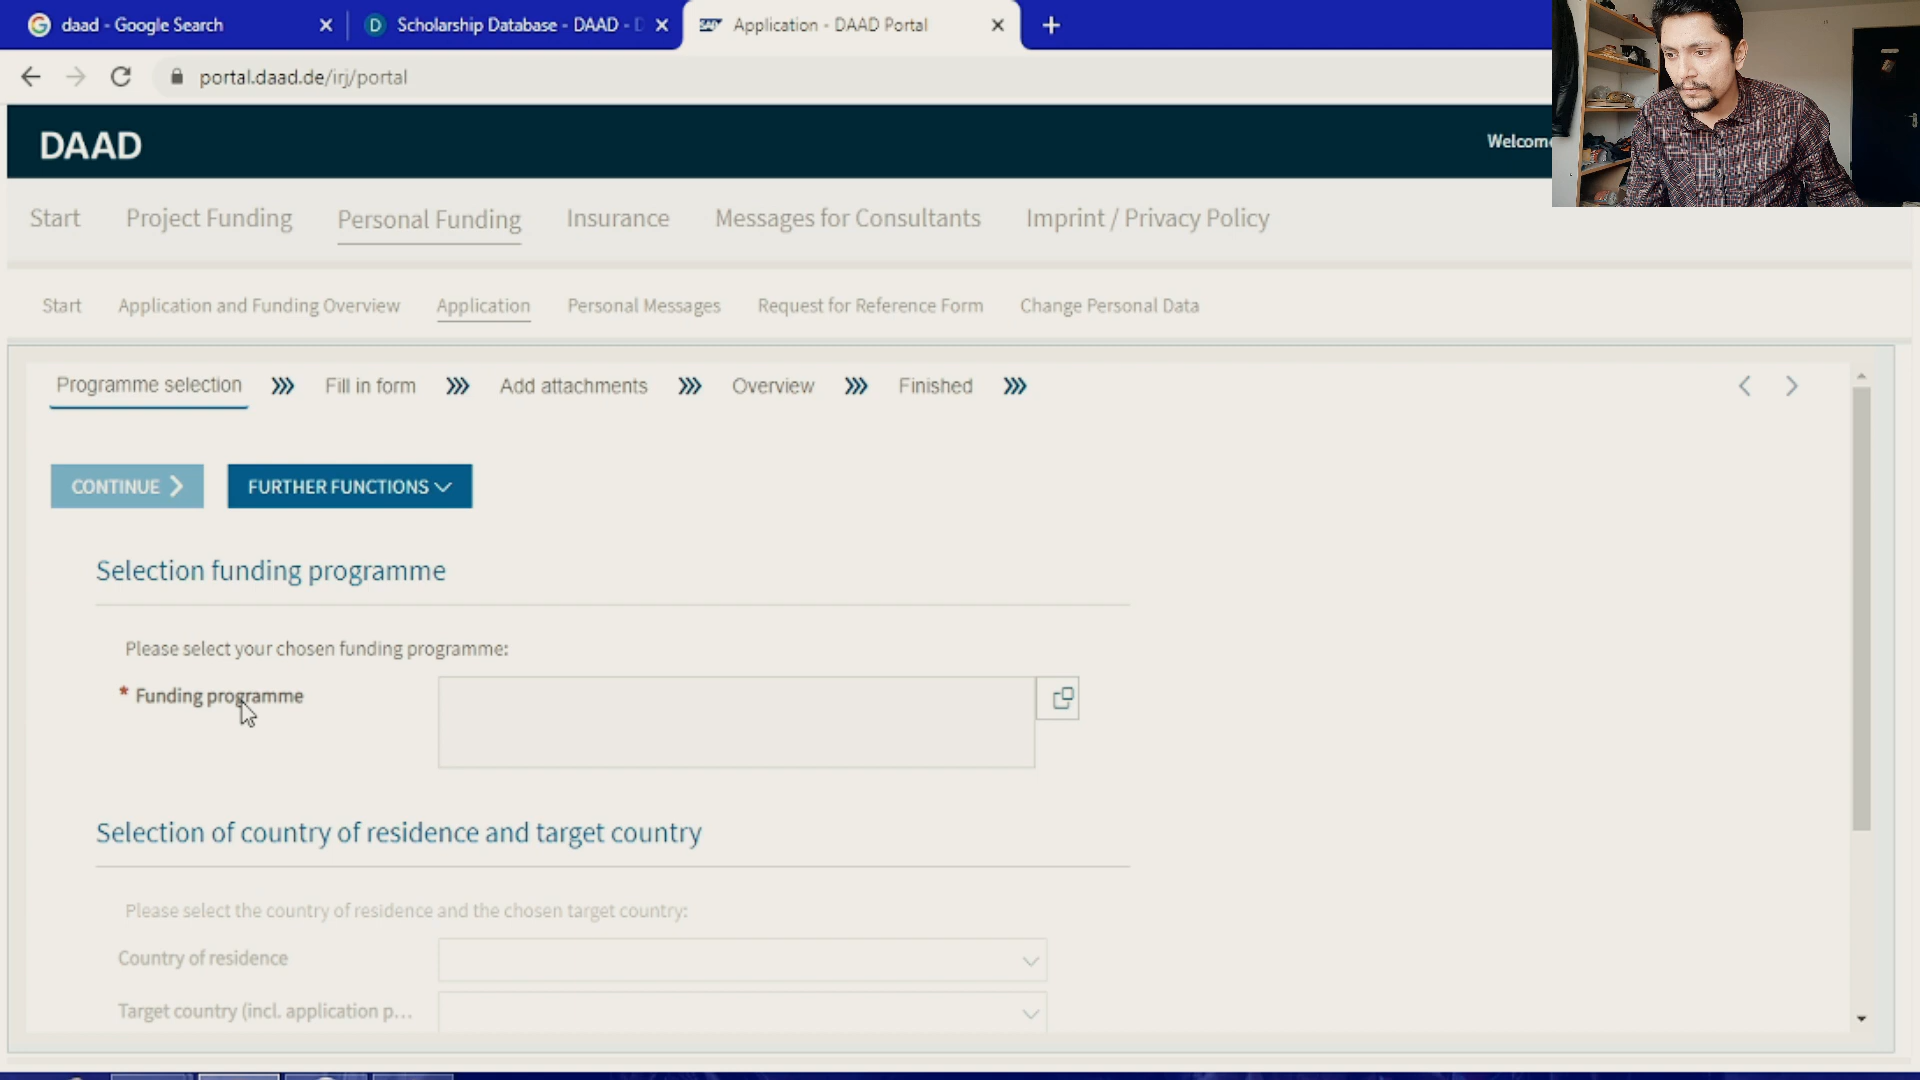 daad - Google Search
Scholarship Database - DAAD -
Application - DAAD Portal
portal.daad.de/irj/portal
DAAD
Welcome
Start Project Funding Personal Funding Insurance Messages for Consultants Imprint / Privacy Policy
Start Application and Funding Overview Application Personal Messages Request for Reference Form Change Personal Data
Programme selection Fill in form Add attachments Overview Finished
CONTINUE FURTHER FUNCTIONS
Selection funding programme
Please select your chosen funding programme:
* Funding programme
Selection of country of residence and target country
Please select the country of residence and the chosen target country:
Country of residence
Target country (incl. application p...